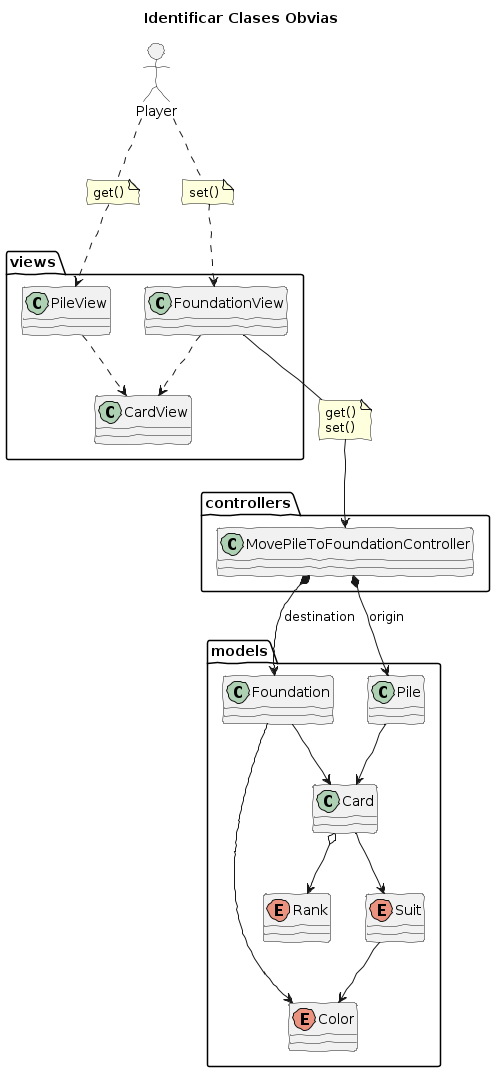 Identificar Clases Obvias
Player
get()
set()
views
C PileView
C FoundationView
C CardView
get()
set()
controllers
C MovePileToFoundationController
destination
origin
models
C Foundation
C Pile
C Card
E Rank
E Suit
E Color